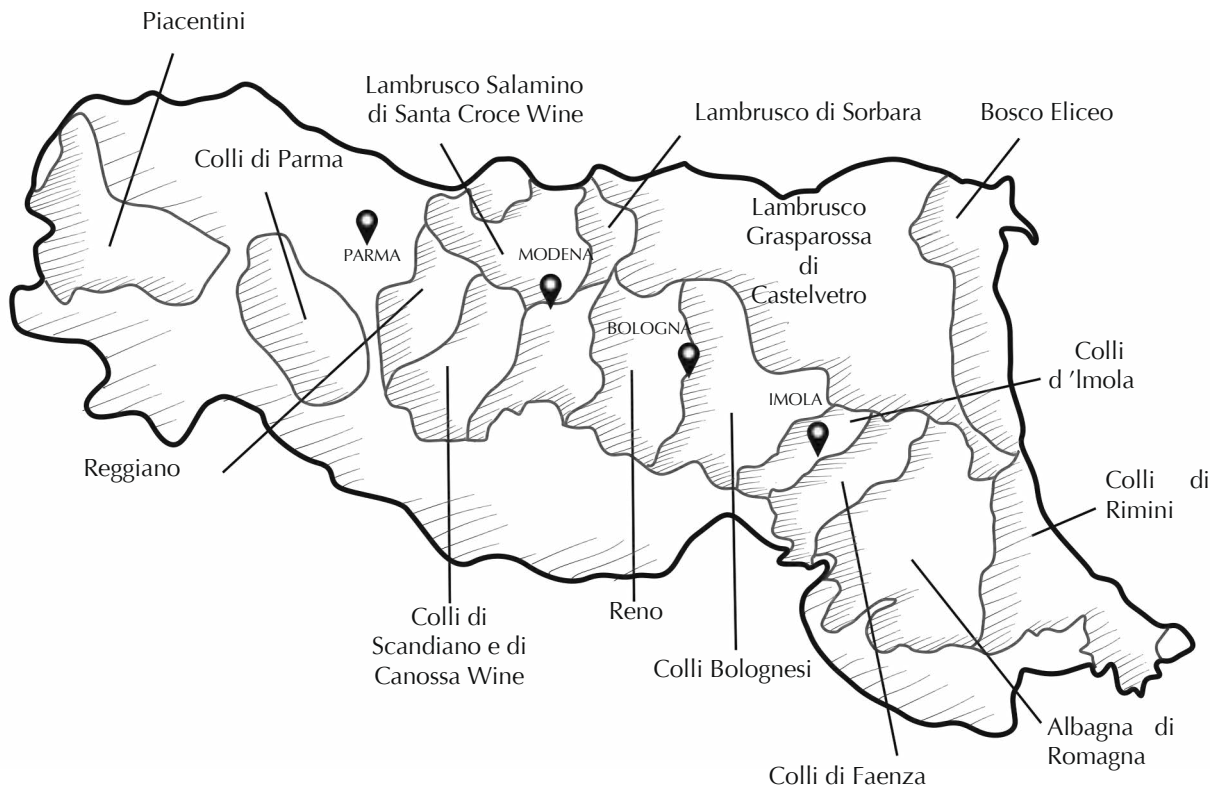 Piacentini
Lambrusco Salamino
di Santa Croce Wine
Lambrusco di Sorbara
Bosco Eliceo
Colli di Parma
Lambrusco
Grasparossa
di
Castelvetro
PARMA
MODENA
BOLOGNA
IMOLA
Colli
d 'Imola
Reggiano
Colli di
Rimini
Colli di
Scandiano e di
Canossa Wine
Reno
Colli Bolognesi
Albagna di
Romagna
Colli di Faenza